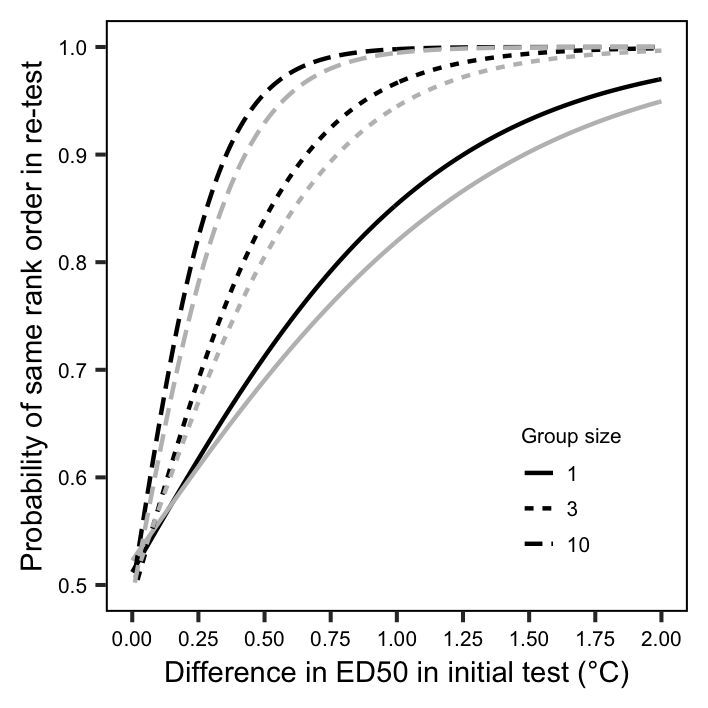 Probability of same rank order in re-test
1.0
0.9
0.8
0.7
0.6
0.5
Group size
1
3
10
0.00 0.25 0.50 0.75 1.00 1.25 1.50 1.75 2.00
Difference in ED50 in initial test (°C)